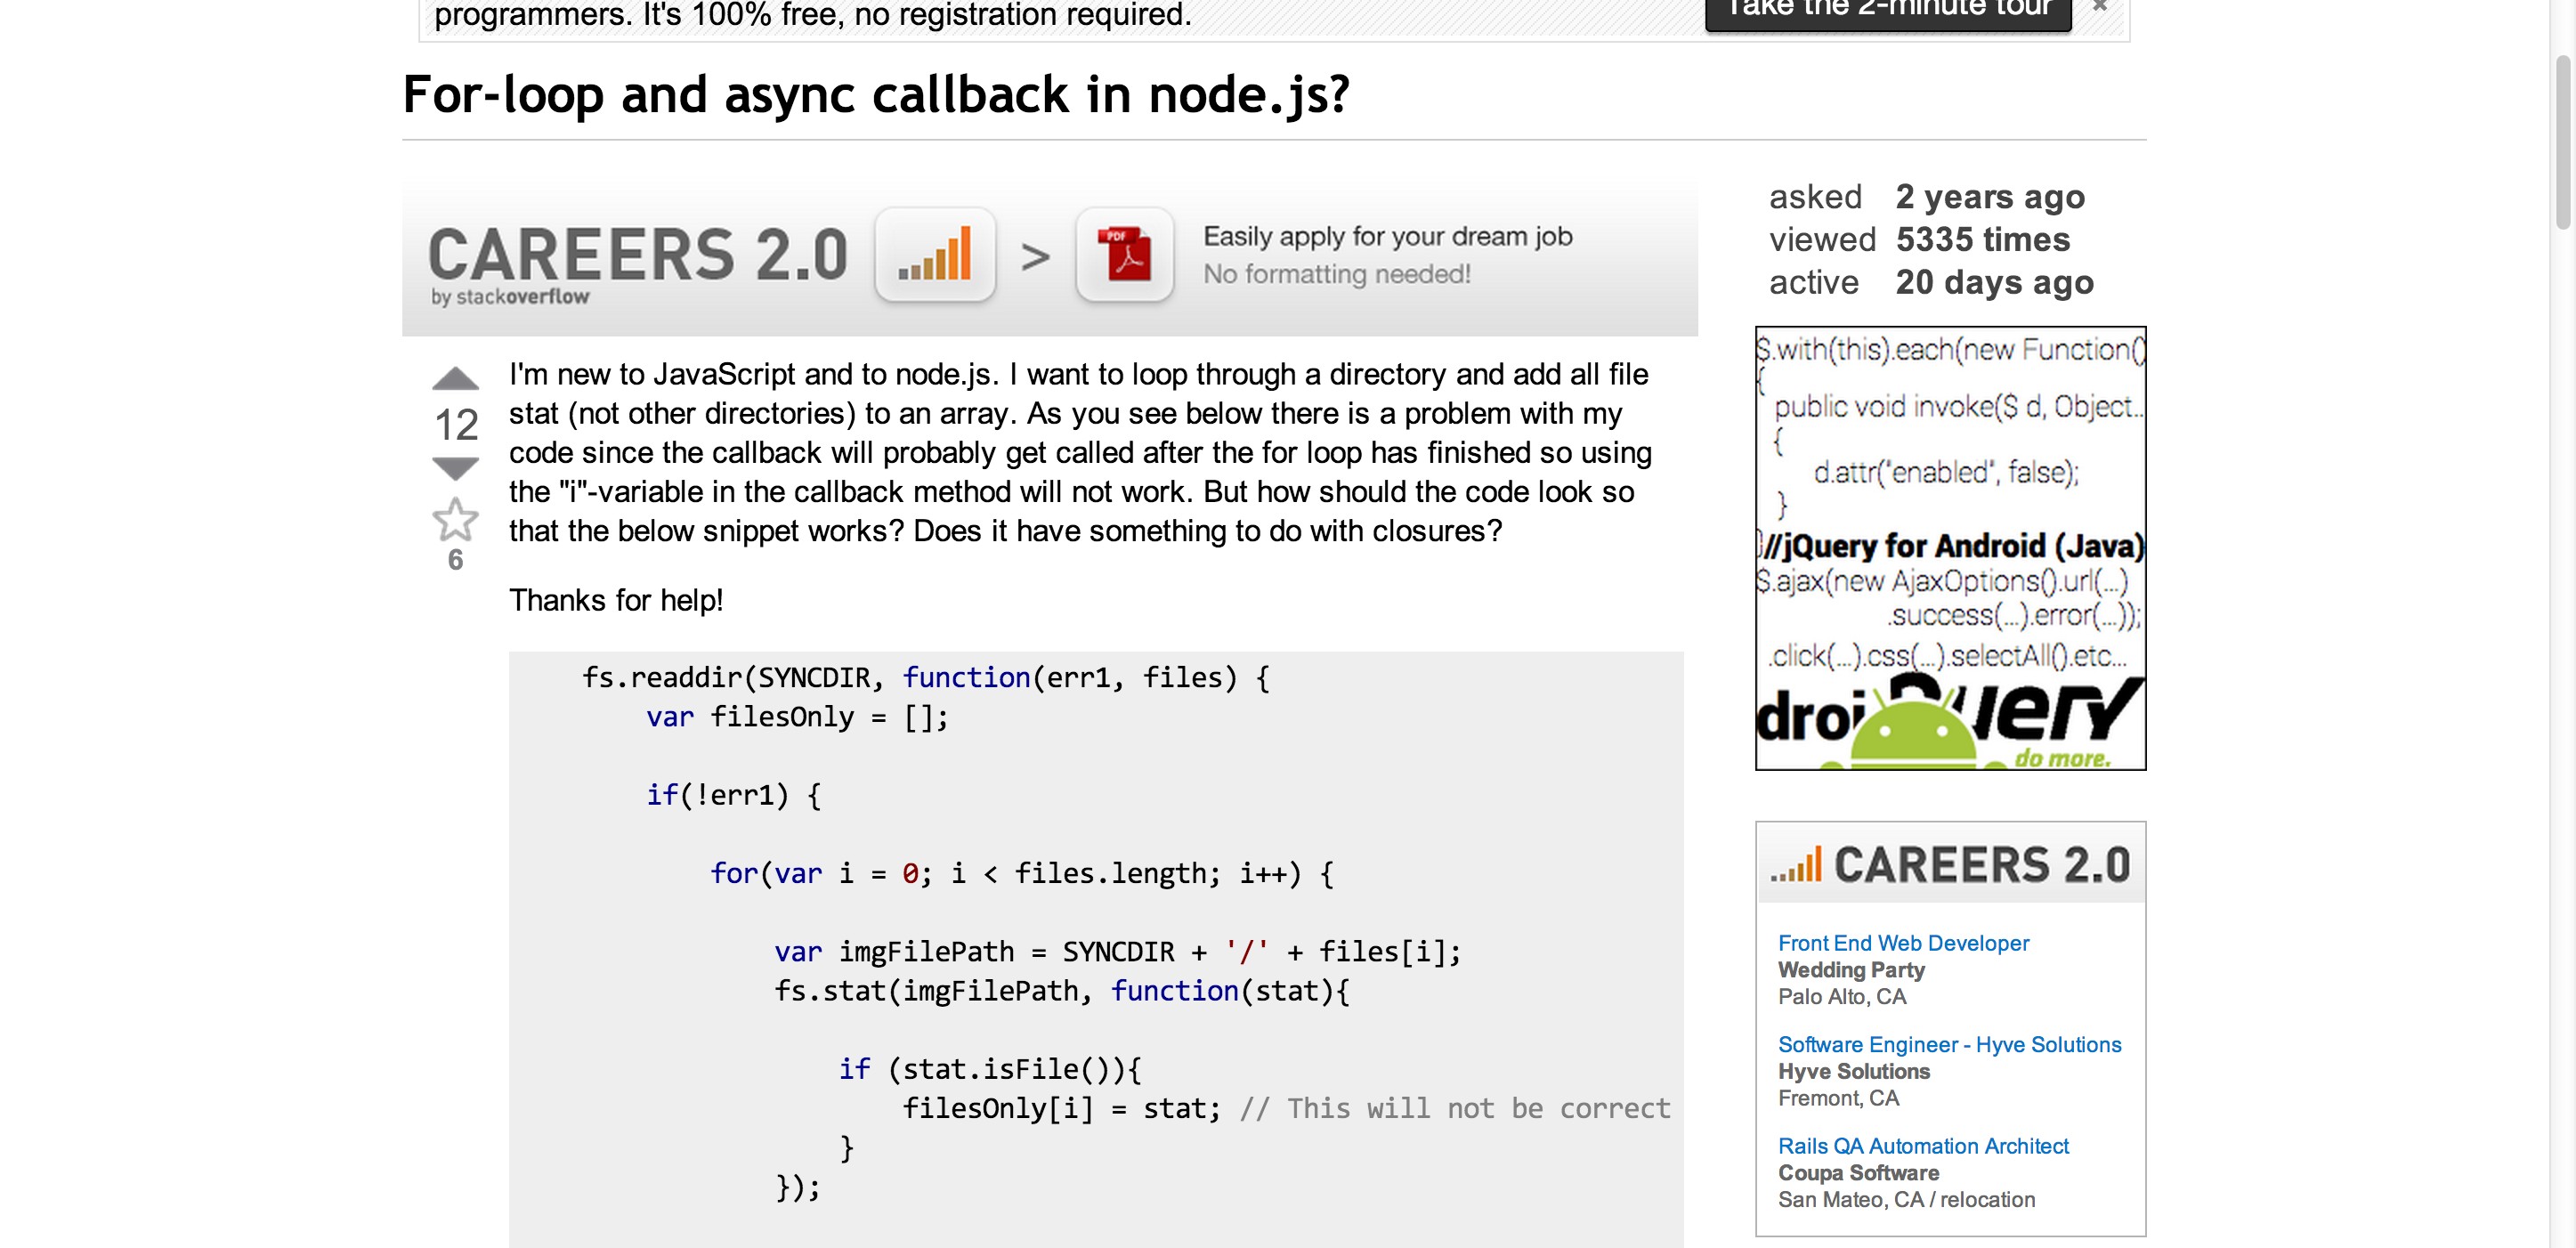 programmers. It's 100% free, no registration required.
Take the 2-minute tour
×
For-loop and async callback in node.js?
CAREERS 2.0
by stackoverflow
>
PDF
Easily apply for your dream job
No formatting needed!
asked 2 years ago
viewed 5335 times
active 20 days ago
12
6
I'm new to JavaScript and to node.js. I want to loop through a directory and add all file
stat (not other directories) to an array. As you see below there is a problem with my
code since the callback will probably get called after the for loop has finished so using
the "i"-variable in the callback method will not work. But how should the code look so
that the below snippet works? Does it have something to do with closures?
Thanks for help!
fs.readdir(SYNCDIR, function(err1, files) {
var filesOnly = [];
if(!err1) {
for(var i = 0; i < files.length; i++) {
var imgFilePath = SYNCDIR + '/' + files[i];
fs.stat(imgFilePath, function(stat){
if (stat.isFile()){
filesOnly[i] = stat; // This will not be correct
}
});
$.with(this).each(new Function()
{
public void invoke($ d, Object...
{
d.attr("enabled", false);
}
}//jQuery for Android (Java)
$.ajax(new AjaxOptions().url(...)
.success(...).error(...));
.click(...).css(...).selectAll().etc...
droiQuery
do more.
CAREERS 2.0
Front End Web Developer
Wedding Party
Palo Alto, CA
Software Engineer - Hyve Solutions
Hyve Solutions
Fremont, CA
Rails QA Automation Architect
Coupa Software
San Mateo, CA / relocation